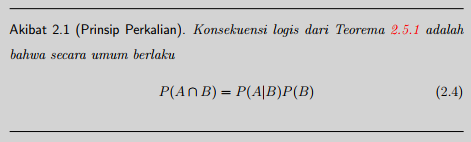 Akibat 2.1 (Prinsip Perkalian). Konsekuensi logis dari Teorema 2.5.1 adalah
bahwa secara umum berlaku
P(A ∩ B) = P(A|B)P(B) (2.4)